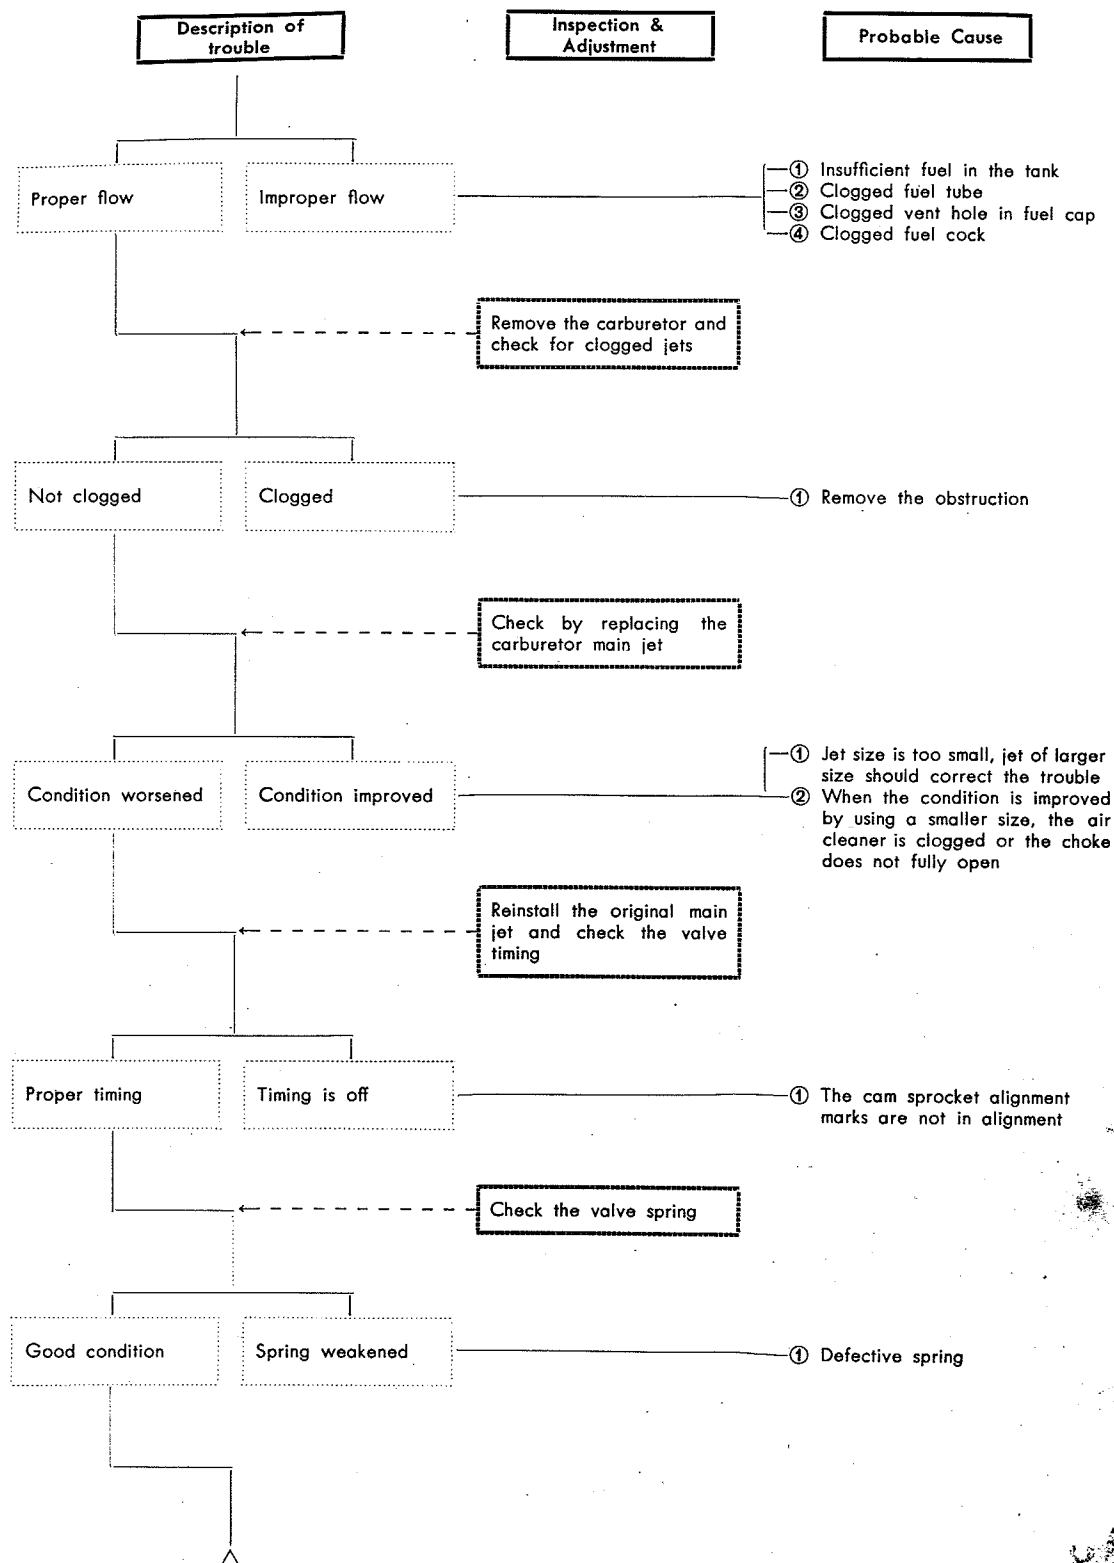 Description of
trouble
Inspection &
Adjustment
Probable Cause
Proper flow
Improper flow
① Insufficient fuel in the tank
② Clogged fuel tube
③ Clogged vent hole in fuel cap
④ Clogged fuel cock
Remove the carburetor and
check for clogged jets
Not clogged
Clogged
① Remove the obstruction
Check by replacing the
carburetor main jet
Condition worsened
Condition improved
① Jet size is too small, jet of larger
size should correct the trouble
② When the condition is improved
by using a smaller size, the air
cleaner is clogged or the choke
does not fully open
Reinstall the original main
jet and check the valve
timing
Proper timing
Timing is off
① The cam sprocket alignment
marks are not in alignment
Check the valve spring
Good condition
Spring weakened
① Defective spring